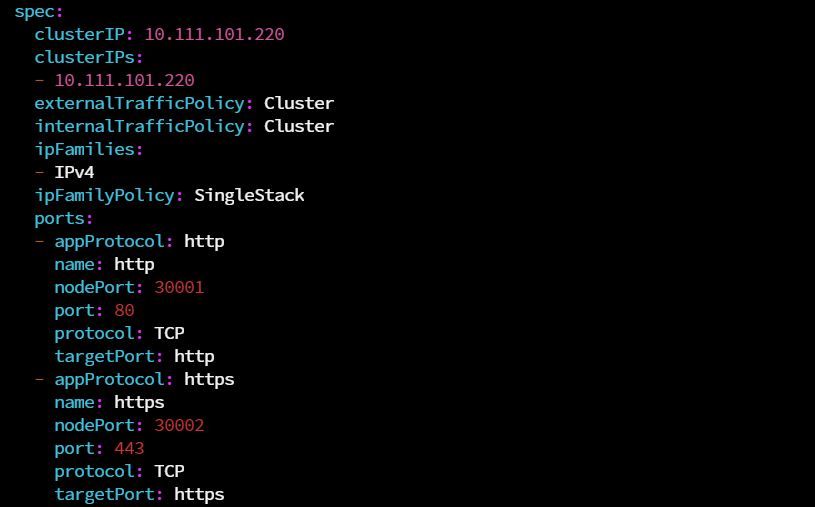 spec:
  clusterIP: 10.111.101.220
  clusterIPs:
  - 10.111.101.220
  externalTrafficPolicy: Cluster
  internalTrafficPolicy: Cluster
  ipFamilies:
  - IPv4
  ipFamilyPolicy: SingleStack
  ports:
  - appProtocol: http
    name: http
    nodePort: 30001
    port: 80
    protocol: TCP
    targetPort: http
  - appProtocol: https
    name: https
    nodePort: 30002
    port: 443
    protocol: TCP
    targetPort: https